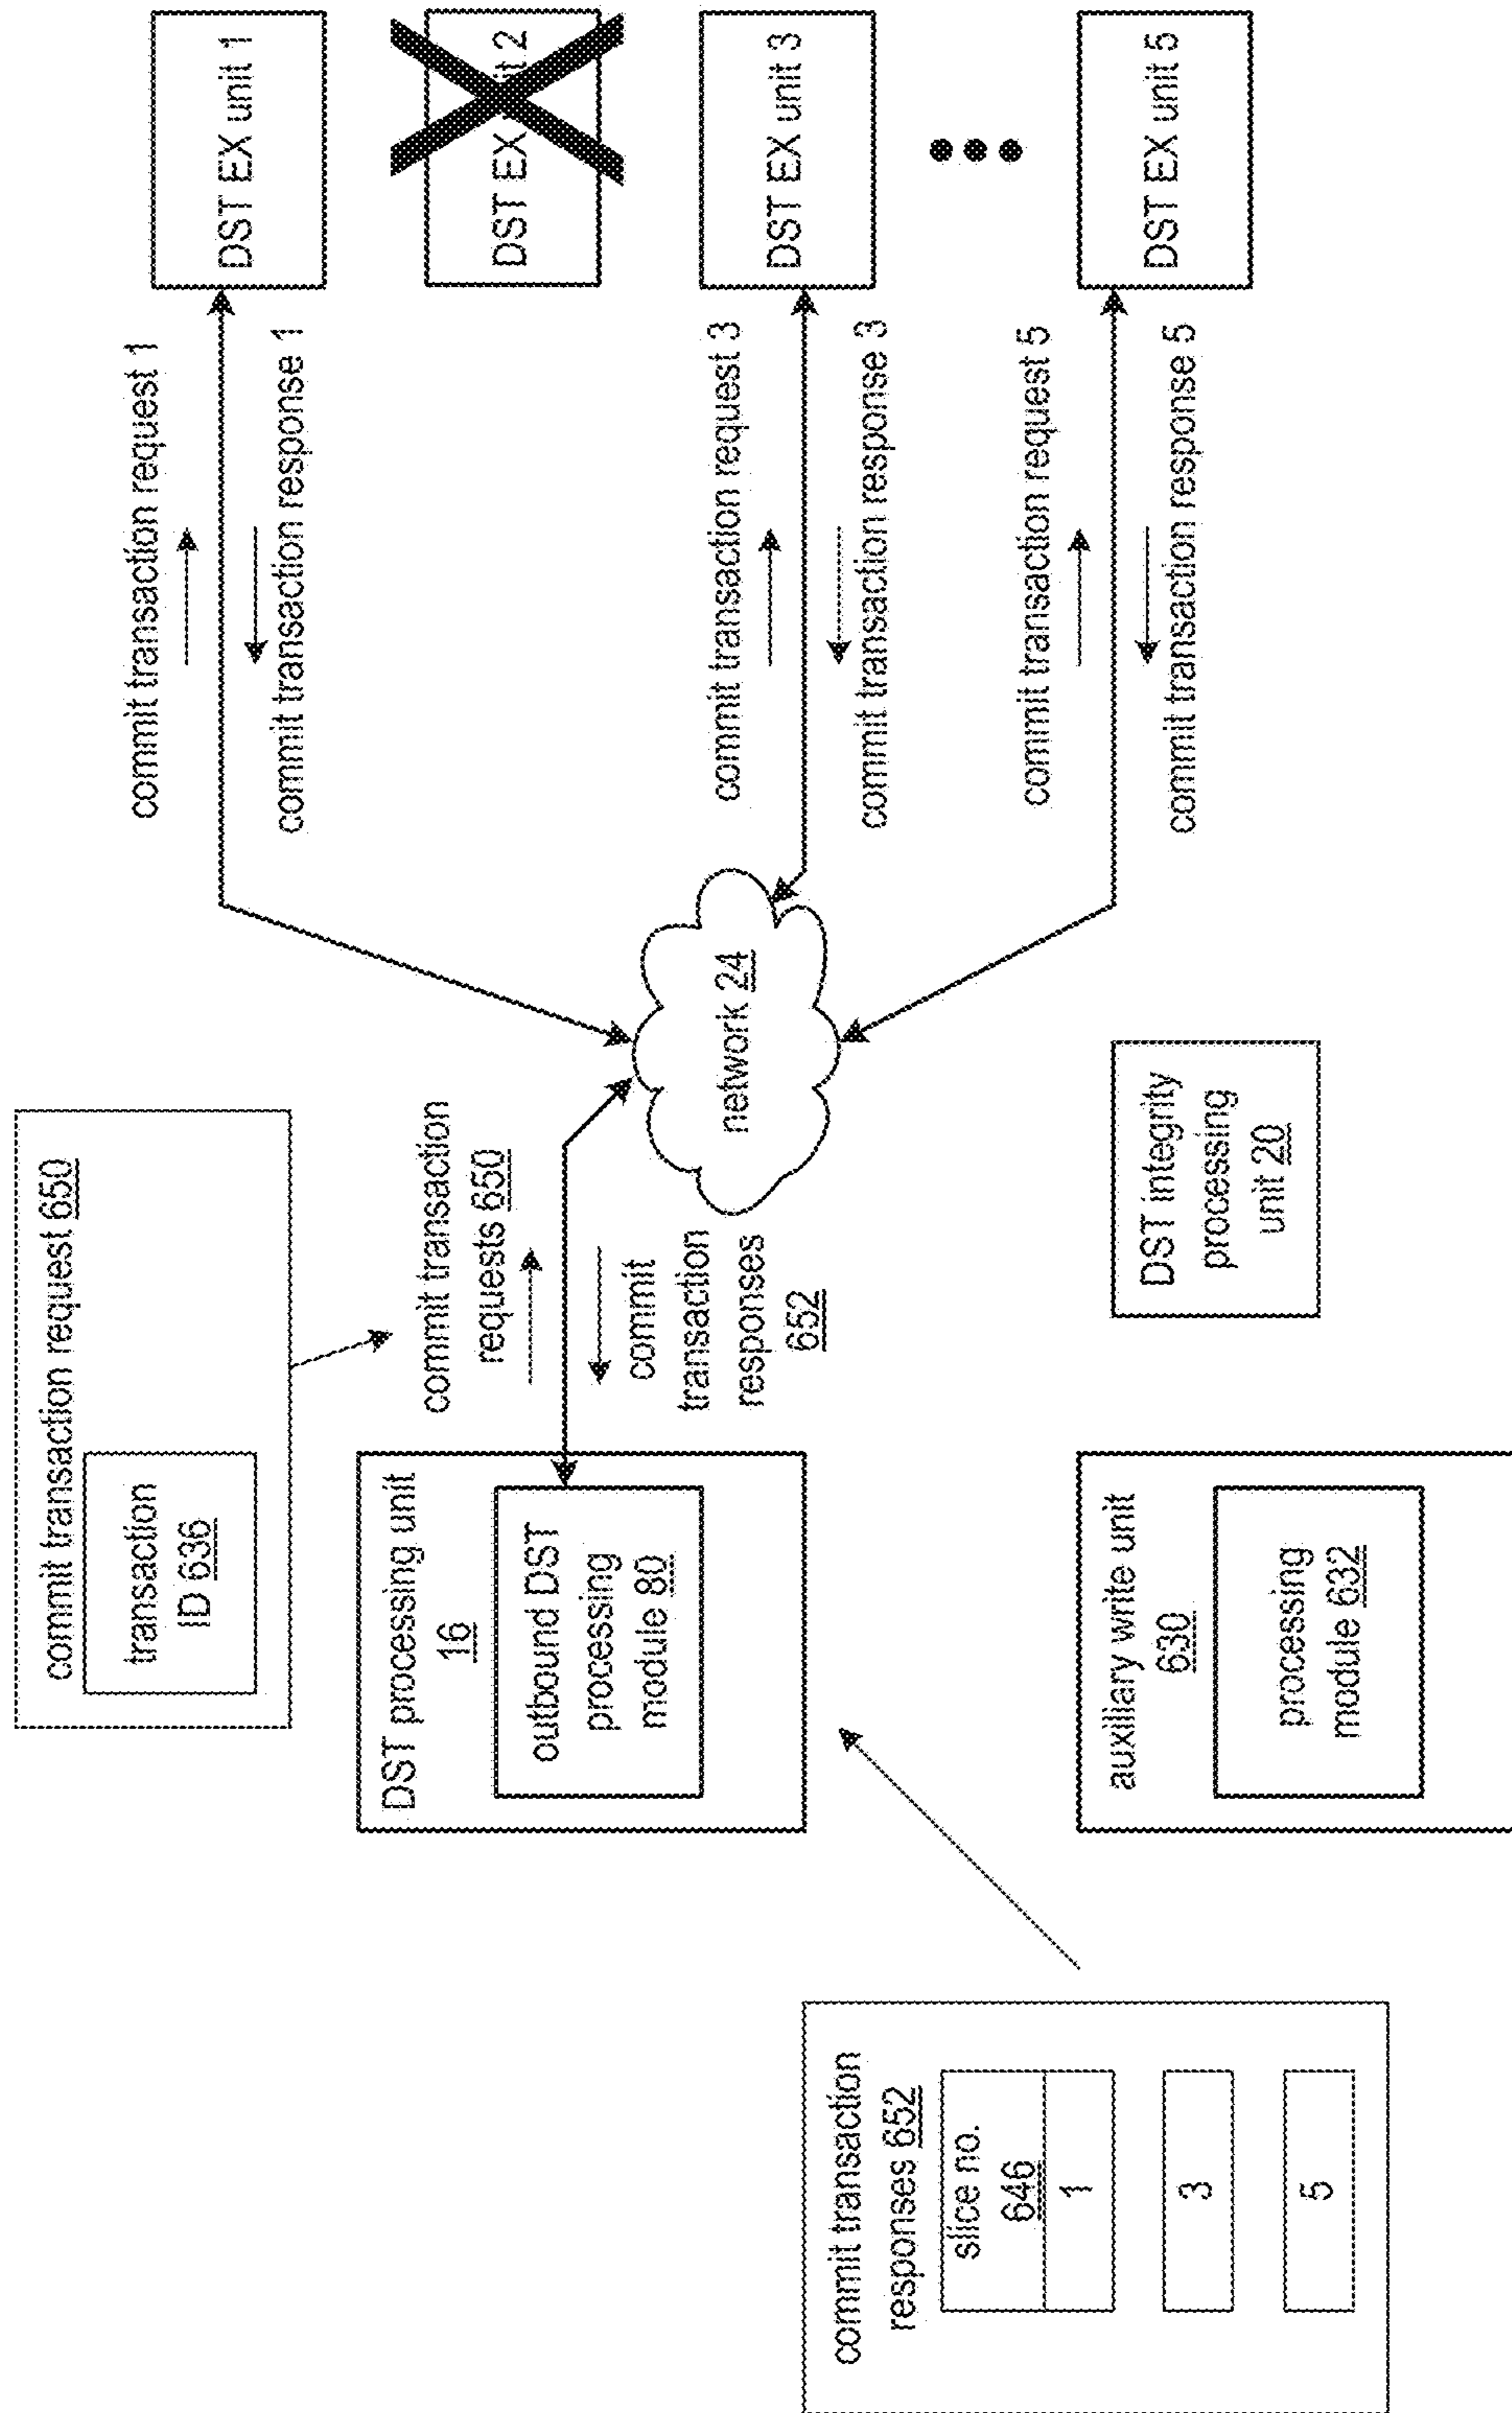 commit transaction request 650
transaction
ID 636
DST processing unit
16
outbound DST
processing
module 80
commit transaction
requests 650
commit
transaction
responses
652
network 24
commit transaction request 1
commit transaction response 1
DST EX unit 1
DST EX unit 2
commit transaction request 3
commit transaction response 3
DST EX unit 3
commit transaction request 5
commit transaction response 5
DST EX unit 5
commit transaction
responses 652
slice no.
646
1
3
5
auxiliary write unit
630
processing
module 632
DST integrity
processing
unit 20